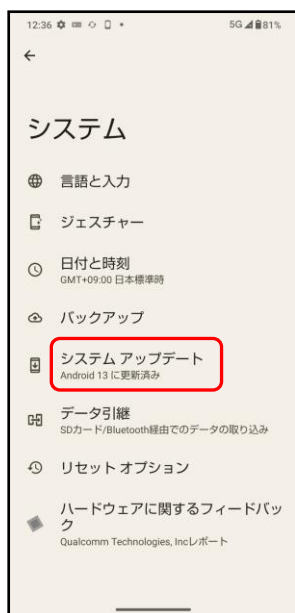 12:36 5G 81%
システム
言語と入力
ジェスチャー
日付と時刻
GMT+09:00 日本標準時
バックアップ
システム アップデート
Android 13 に更新済み
データ引継
SDカード/Bluetooth経由でのデータの取り込み
リセット オプション
ハードウェアに関するフィードバッ
ク
Qualcomm Technologies, Incレポート